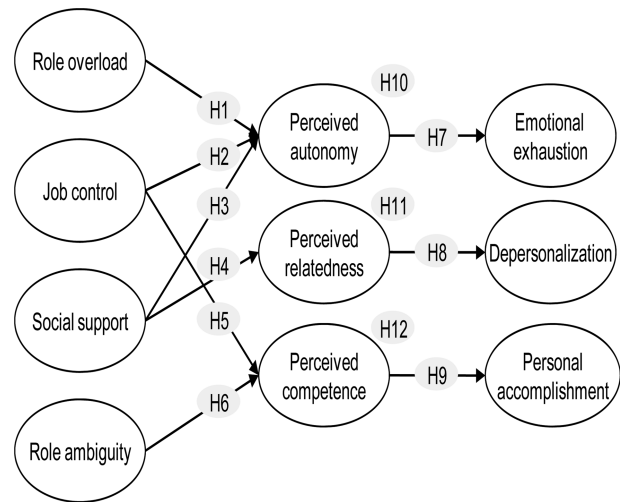 Role overload
Job control
Social support
Role ambiguity
H1
H2
H3
H4
H5
H6
Perceived
autonomy
Perceived
relatedness
Perceived
competence
H10
H11
H12
H7
H8
H9
Emotional
exhaustion
Depersonalization
Personal
accomplishment